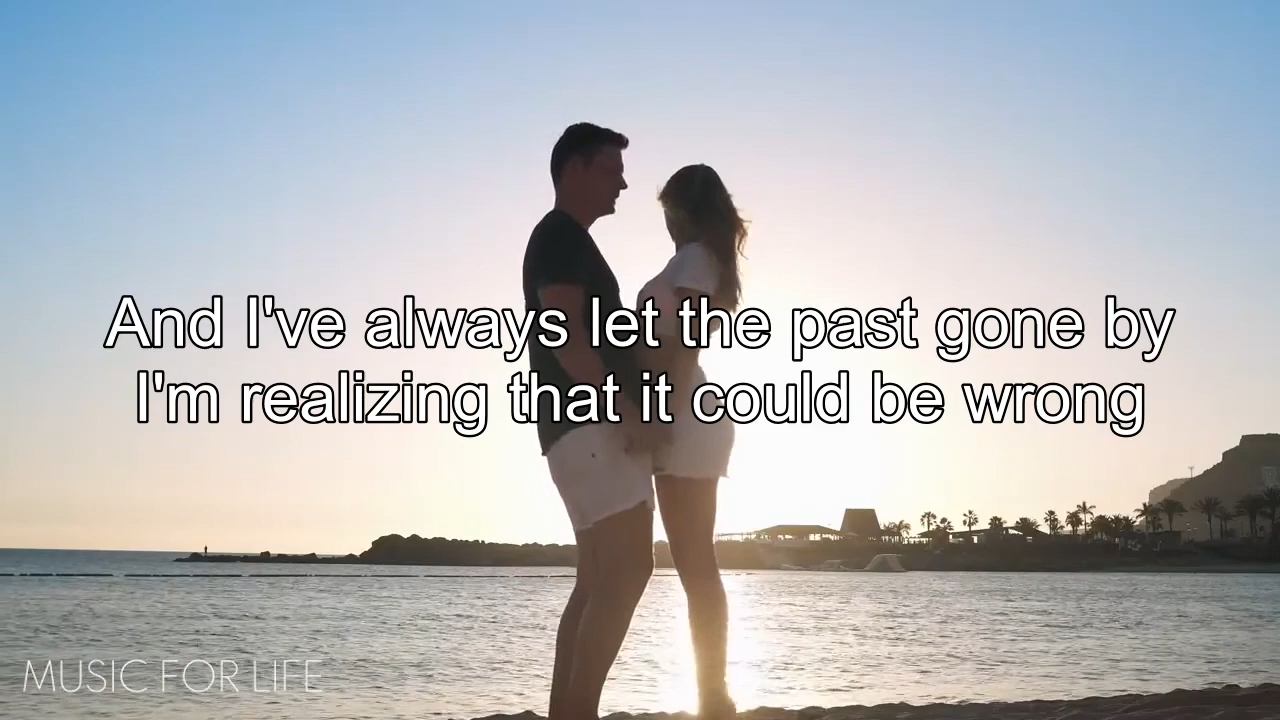 And I've always let the past gone by
I'm realizing that it could be wrong
MUSIC FOR LIFE